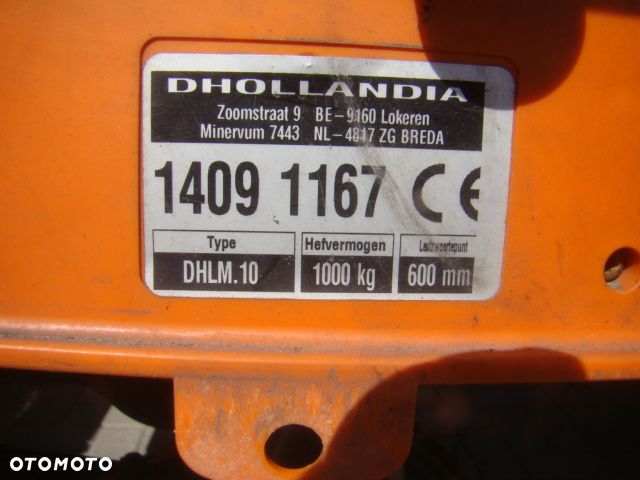 DHOLLANDIA
Zoomstraat 9 BE-9160 Lokeren
Minervum 7443 NL-4817 ZG BREDA
1409 1167 CE
Type Hefvermogen Lastzwaartepunt
DHLM.10 1000 kg 600 mm
OTOMOTO